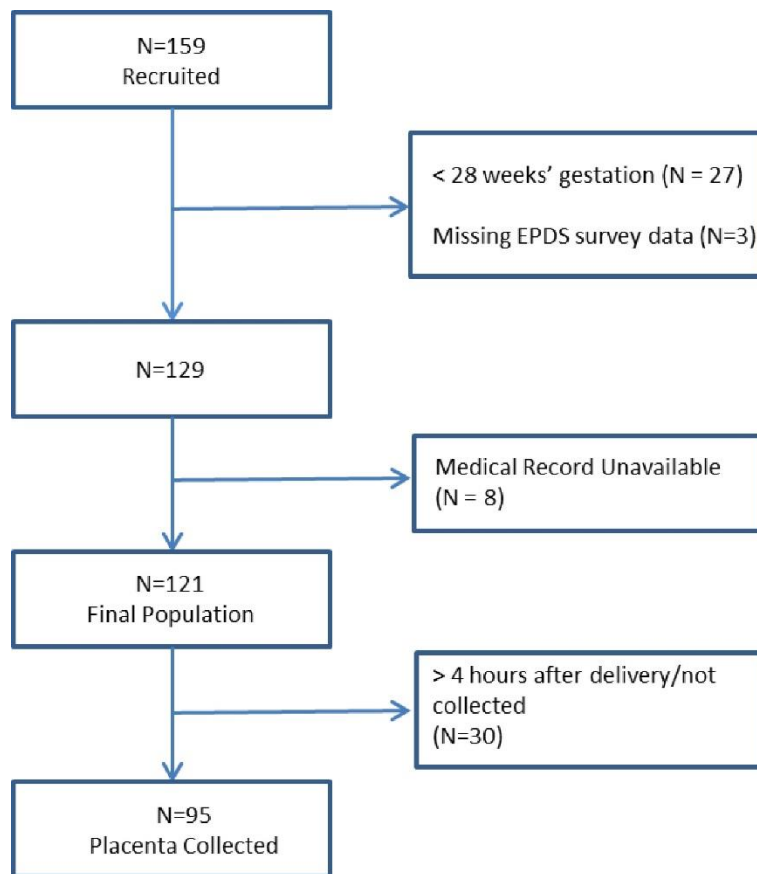 N=159
Recruited
< 28 weeks’ gestation (N = 27)
Missing EPDS survey data (N=3)
N=129
Medical Record Unavailable
(N = 8)
N=121
Final Population
> 4 hours after delivery/not
collected
(N=30)
N=95
Placenta Collected